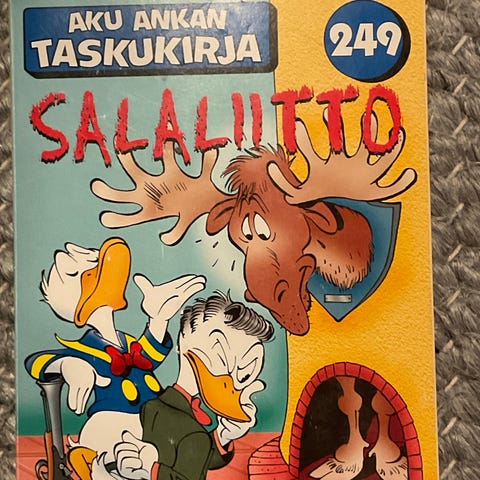 AKU ANKAN
TASKUKIRJA
249
SALALIITTO